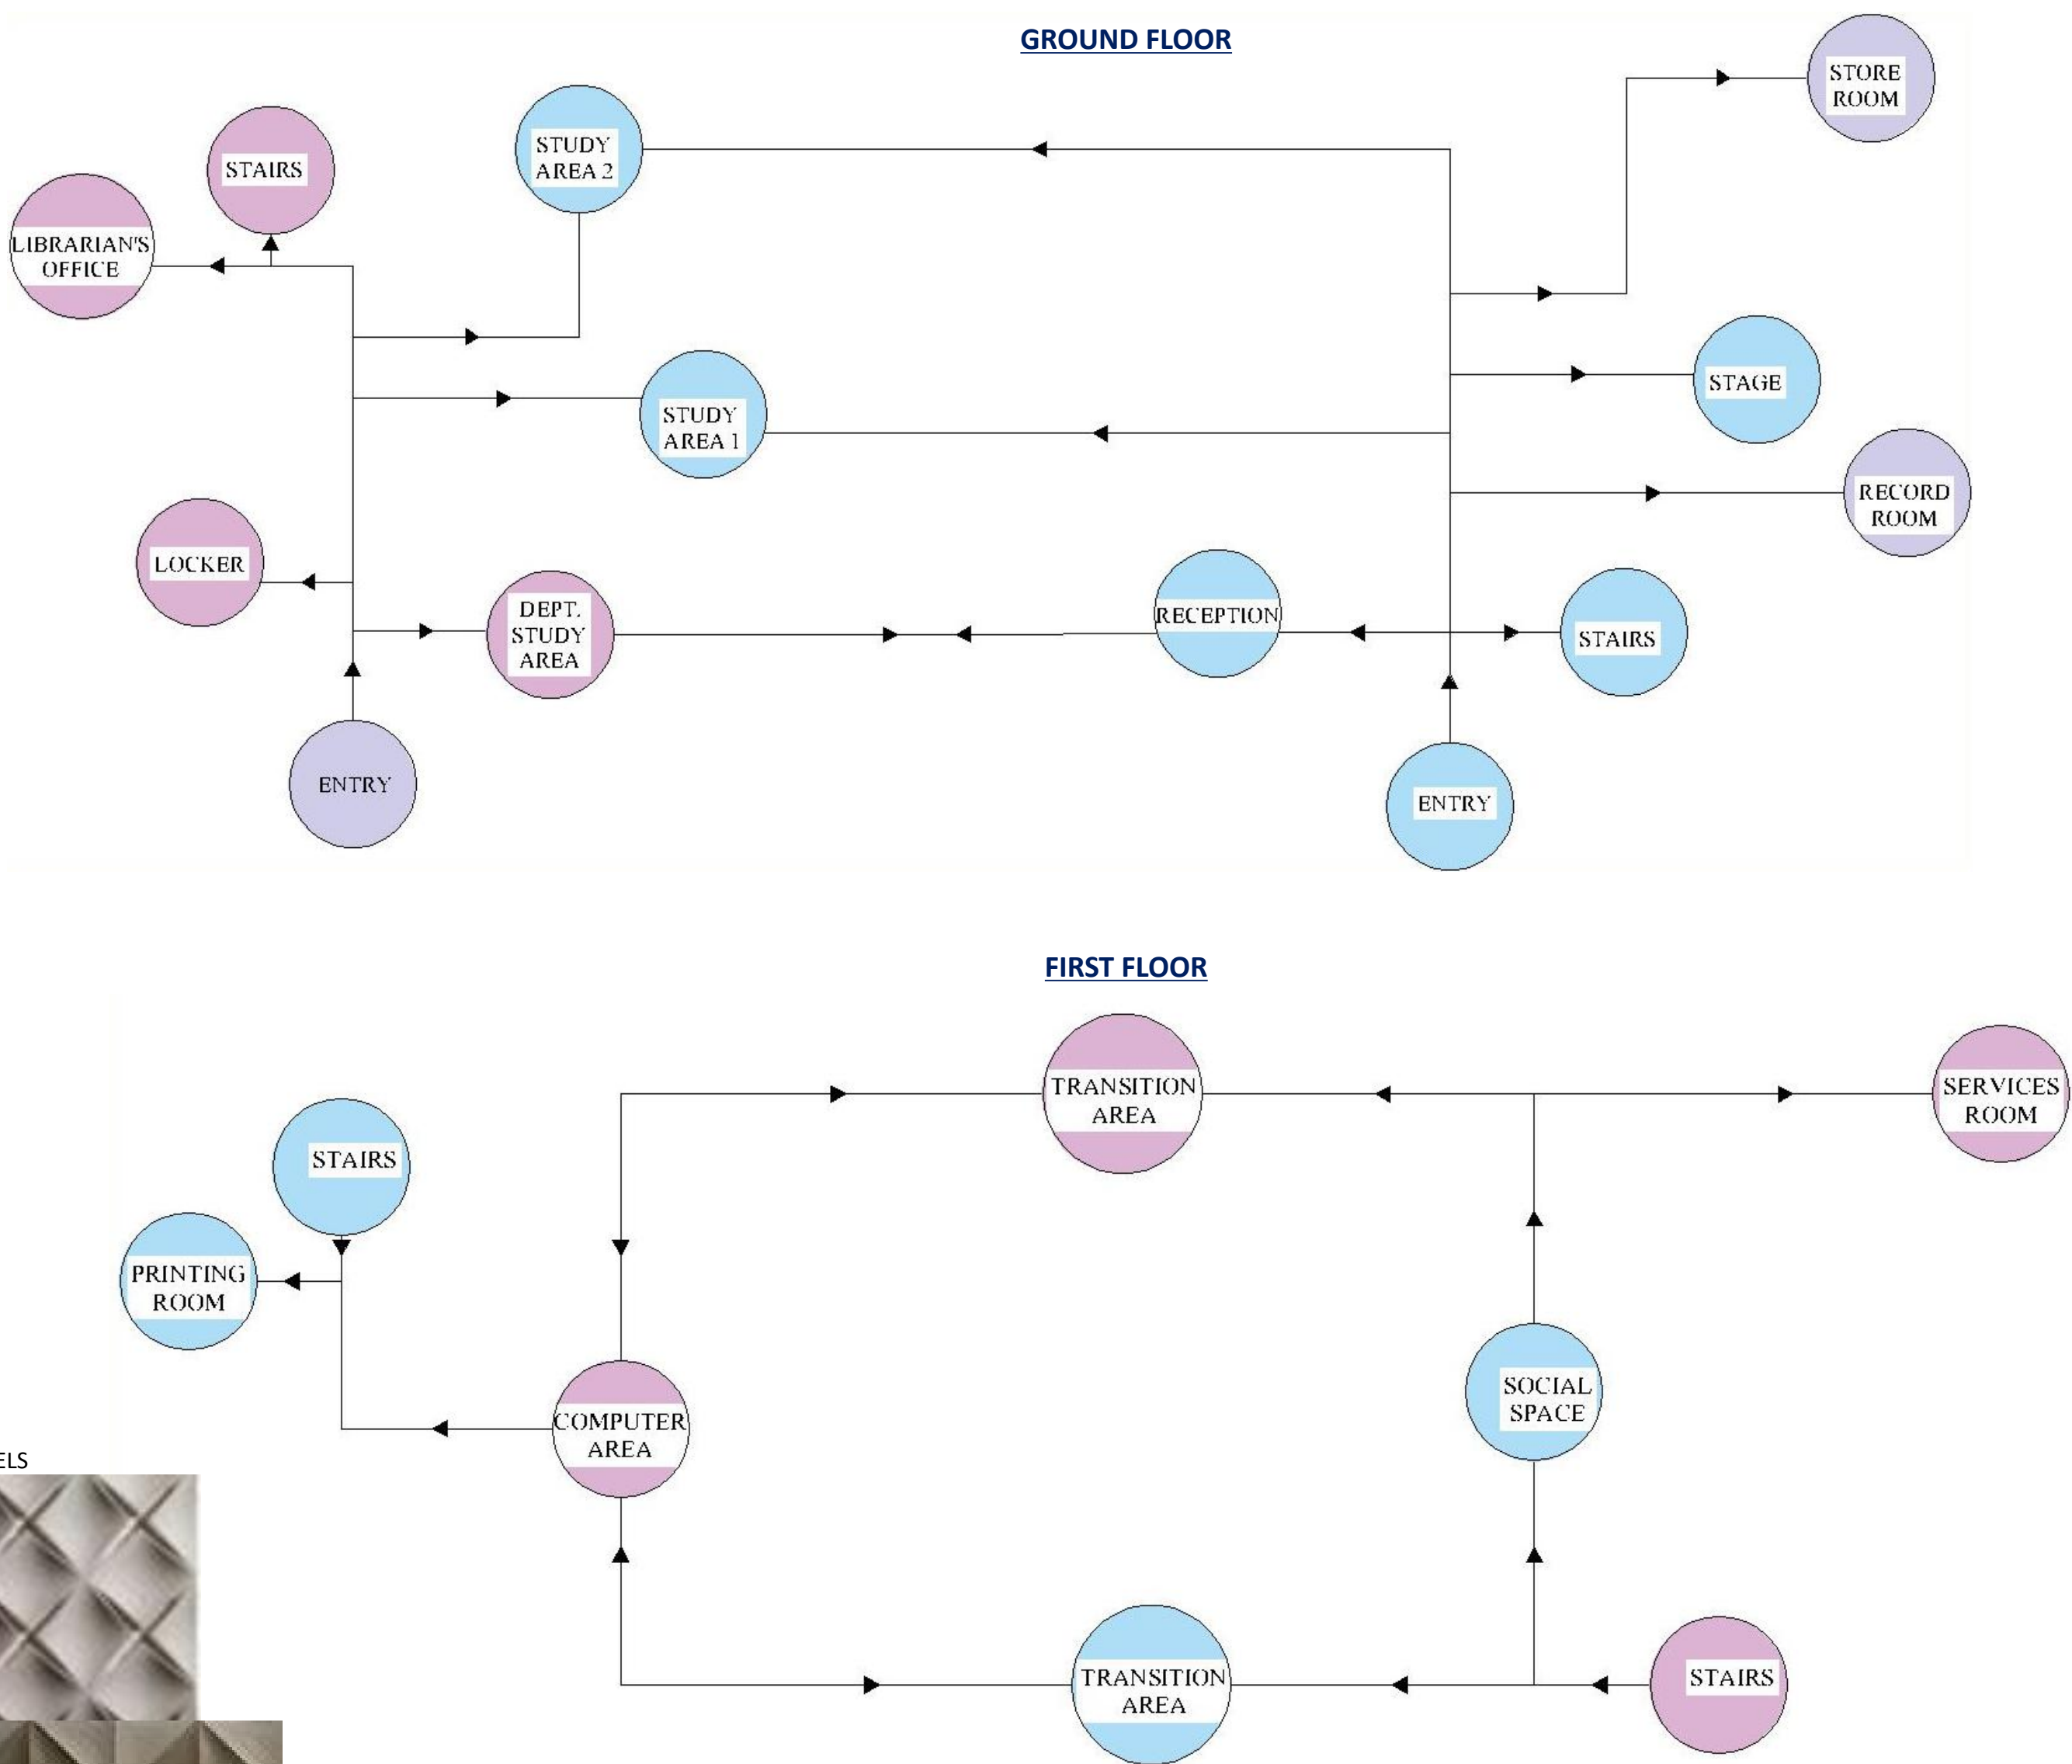 GROUND FLOOR
STORE
ROOM
STUDY
AREA 2
STAIRS
LIBRARIAN'S
OFFICE
STAGE
STUDY
AREA 1
RECORD
ROOM
LOCKER
DEPT.
STUDY
AREA
RECEPTION
STAIRS
ENTRY
ENTRY
FIRST FLOOR
TRANSITION
AREA
SERVICES
ROOM
STAIRS
PRINTING
ROOM
SOCIAL
SPACE
COMPUTER
AREA
ELS
TRANSITION
AREA
STAIRS